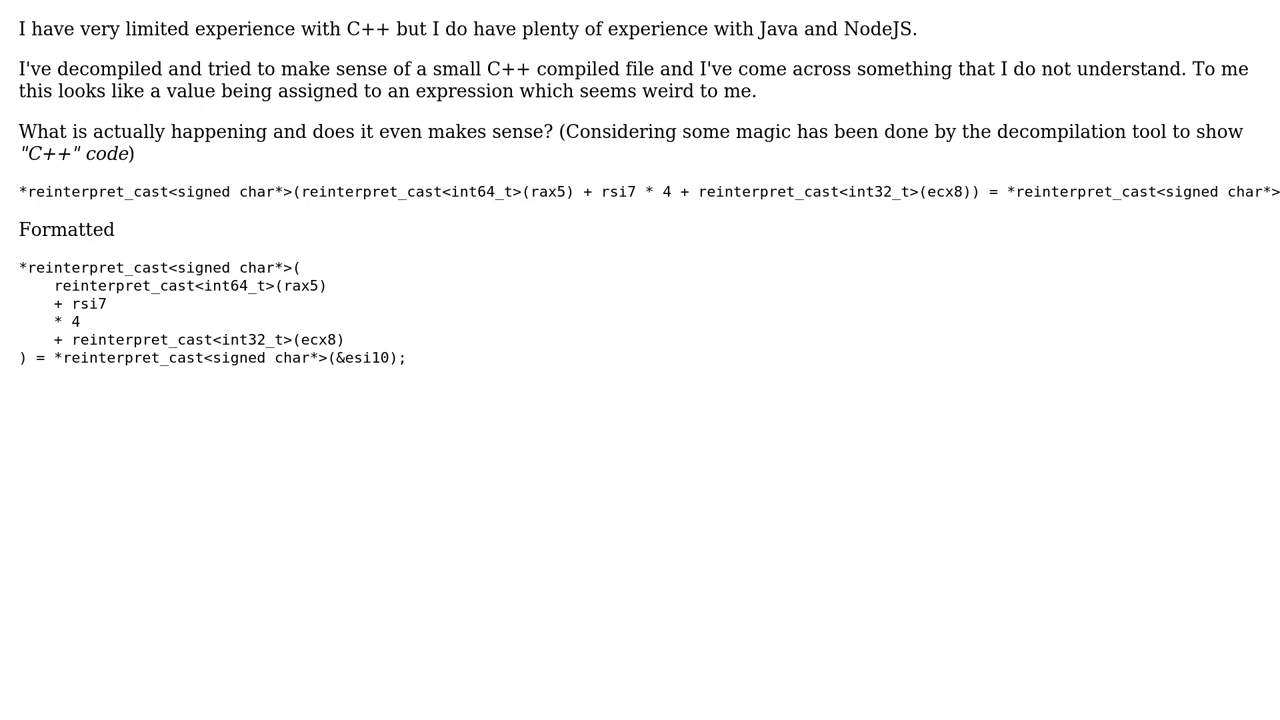 I have very limited experience with C++ but I do have plenty of experience with Java and NodeJS.
I've decompiled and tried to make sense of a small C++ compiled file and I've come across something that I do not understand. To me
this looks like a value being assigned to an expression which seems weird to me.
What is actually happening and does it even makes sense? (Considering some magic has been done by the decompilation tool to show
"C++" code)
*reinterpret_cast<signed char*>(reinterpret_cast<int64_t>(rax5) + rsi7 * 4 + reinterpret_cast<int32_t>(ecx8)) = *reinterpret_cast<signed char*>
Formatted
*reinterpret_cast<signed char*>(
    reinterpret_cast<int64_t>(rax5)
    + rsi7
    * 4
    + reinterpret_cast<int32_t>(ecx8)
) = *reinterpret_cast<signed char*>(&esi10);